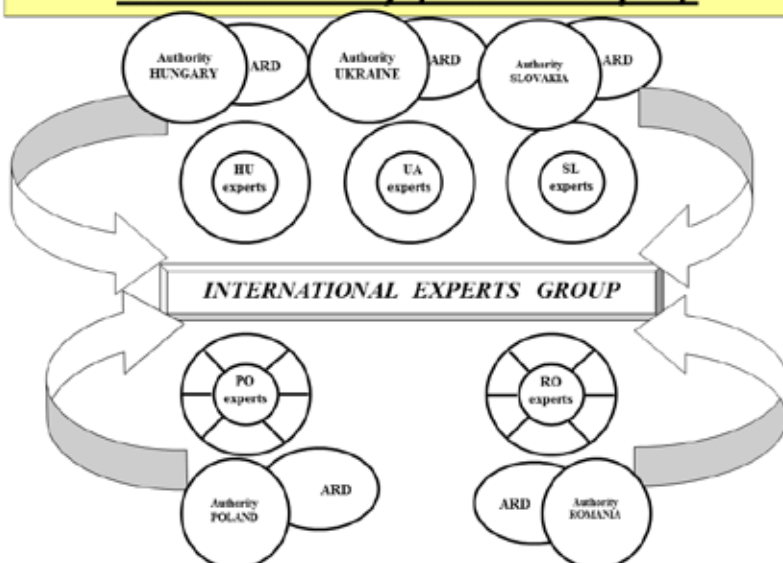 Authority
HUNGARY
ARD
Authority
UKRAINE
ARD
Authority
SLOVAKIA
ARD
HU
experts
UA
experts
SL
experts
INTERNATIONAL EXPERTS GROUP
PO
experts
RO
experts
Authority
POLAND
ARD
ARD
Authority
ROMANIA